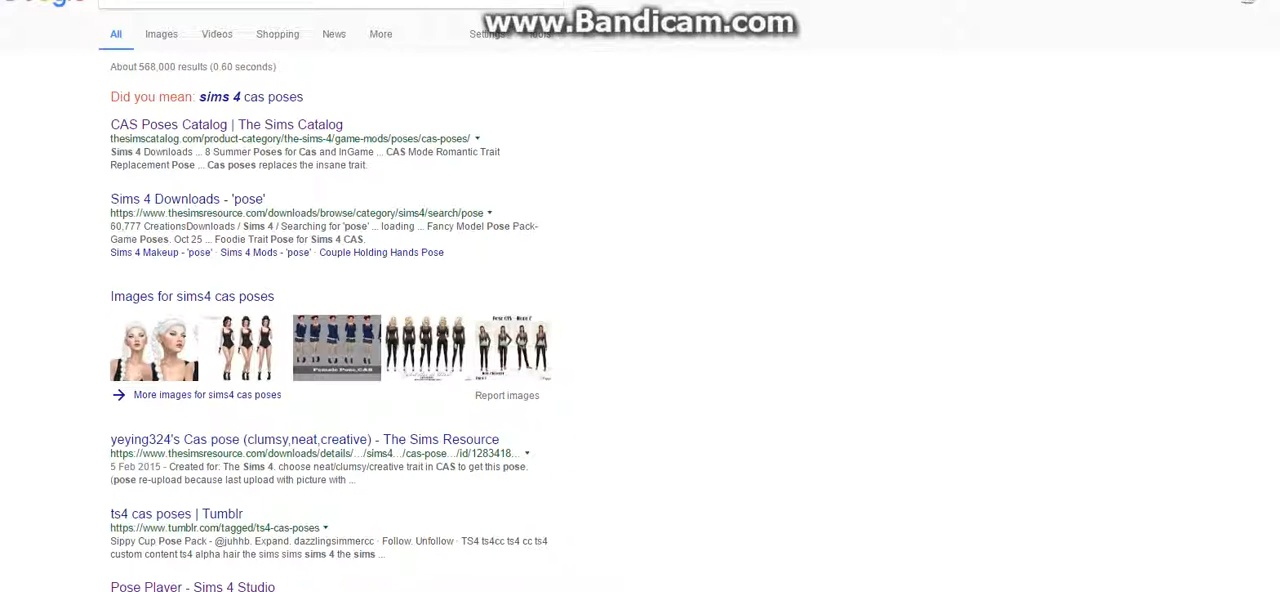 www.Bandicam.com
All Images Videos Shopping News More Settings Tools
About 568,000 results (0.60 seconds)
Did you mean: sims 4 cas poses
CAS Poses Catalog | The Sims Catalog
thesimscatalog.com/product-category/the-sims-4/game-mods/poses/cas-poses/
Sims 4 Downloads ... 8 Summer Poses for Cas and InGame ... CAS Mode Romantic Trait
Replacement Pose ... Cas poses replaces the insane trait.
Sims 4 Downloads - 'pose'
https://www.thesimsresource.com/downloads/browse/category/sims4/search/pose
60,777 CreationsDownloads / Sims 4 / Searching for 'pose' ... loading ... Fancy Model Pose Pack-
Game Poses. Oct 25 ... Foodie Trait Pose for Sims 4 CAS.
Sims 4 Makeup - 'pose' · Sims 4 Mods - 'pose' · Couple Holding Hands Pose
Images for sims4 cas poses
Female Pose,CAS
More images for sims4 cas poses
Report images
yeying324's Cas pose (clumsy,neat,creative) - The Sims Resource
https://www.thesimsresource.com/downloads/details/.../sims4.../cas-pose.../id/1283418...
5 Feb 2015 - Created for: The Sims 4. choose neat/clumsy/creative trait in CAS to get this pose.
(pose re-upload because last upload with picture with ...
ts4 cas poses | Tumblr
https://www.tumblr.com/tagged/ts4-cas-poses
Sippy Cup Pose Pack - @juhhb. Expand. dazzlingsimmercc · Follow. Unfollow · TS4 ts4cc ts4 cc ts4
custom content ts4 alpha hair the sims sims sims 4 the sims ...
Pose Player - Sims 4 Studio